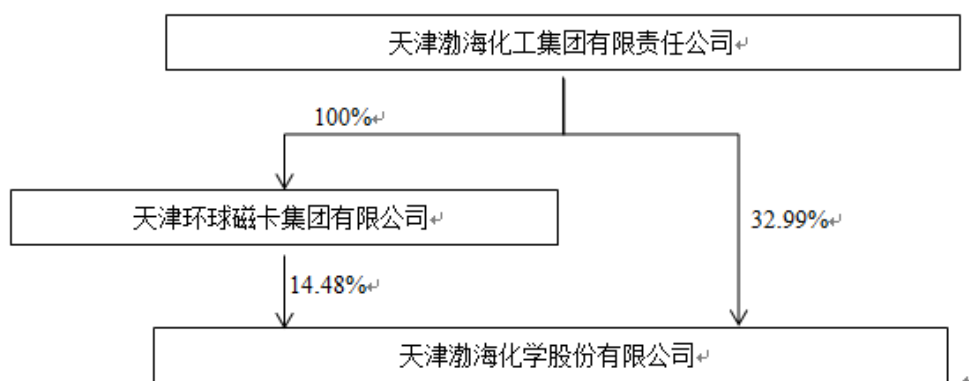 天津渤海化工集团有限责任公司
100%
天津环球磁卡集团有限公司
32.99%
14.48%
天津渤海化学股份有限公司